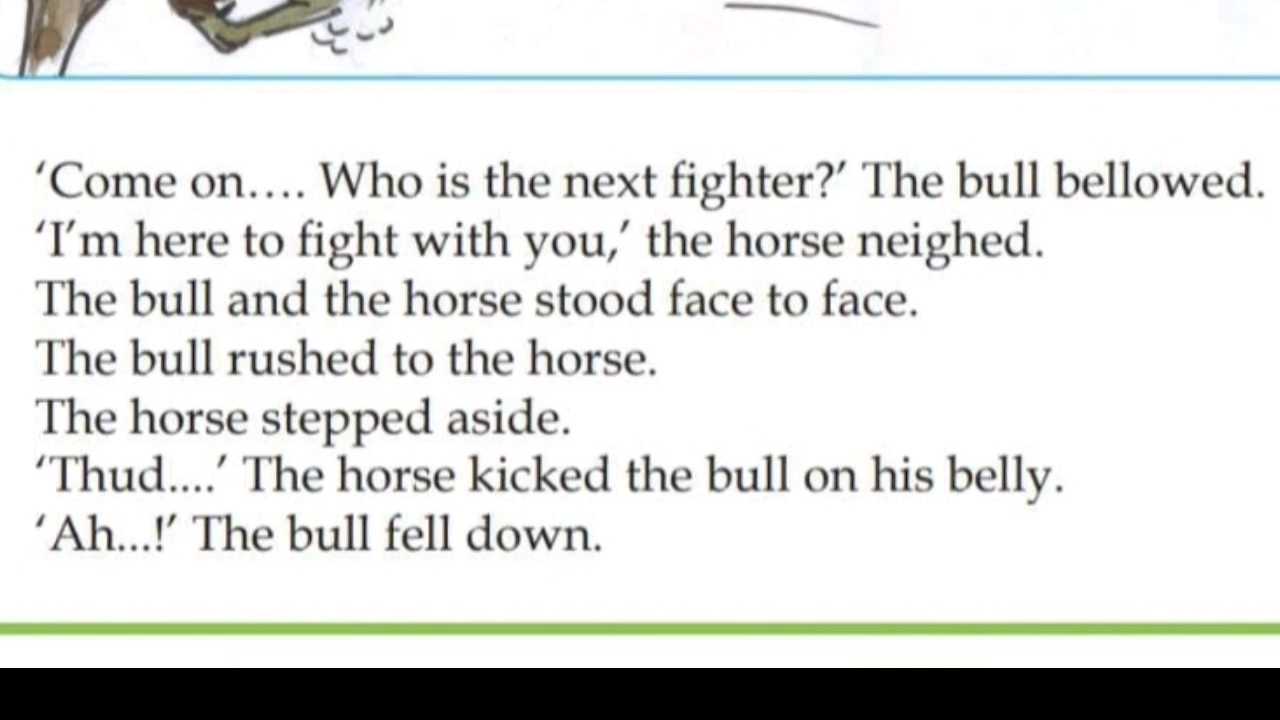 ‘Come on.... Who is the next fighter?’ The bull bellowed.
‘I’m here to fight with you,’ the horse neighed.
The bull and the horse stood face to face.
The bull rushed to the horse.
The horse stepped aside.
‘Thud....’ The horse kicked the bull on his belly.
‘Ah...!’ The bull fell down.